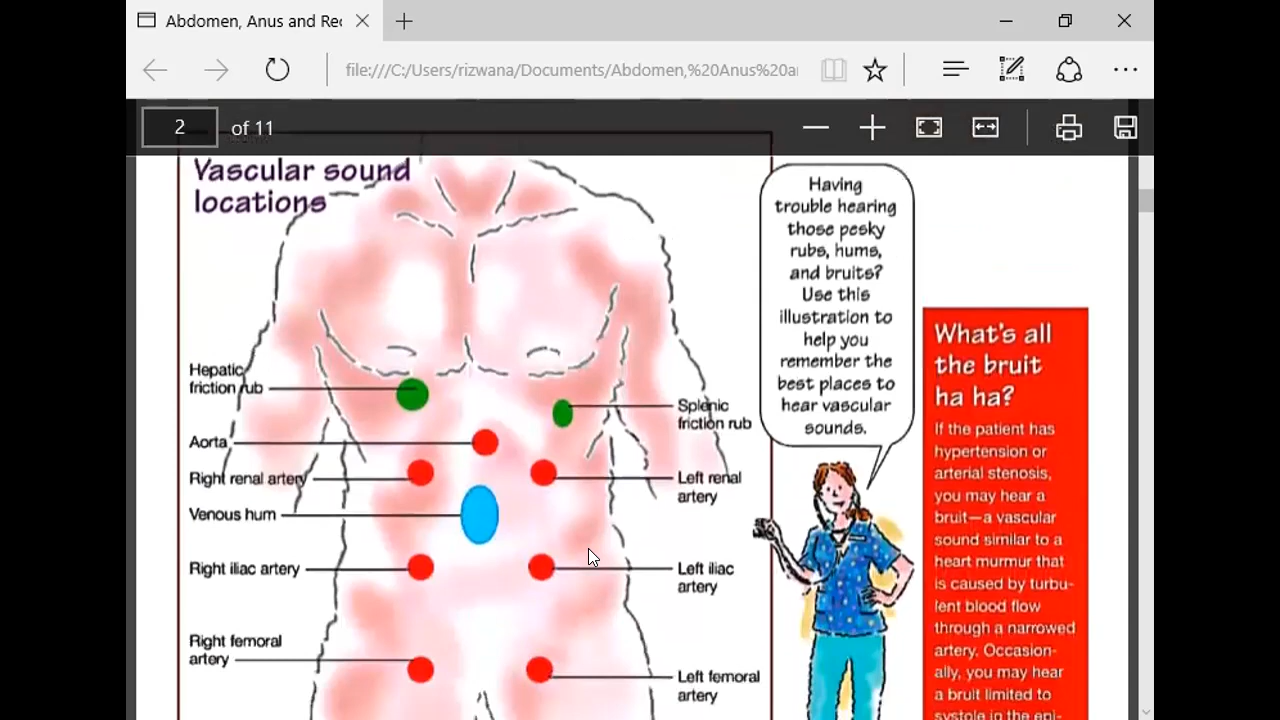 Abdomen, Anus and Rec
file:///C:/Users/rizwana/Documents/Abdomen,%20Anus%20a
2 of 11
Vascular sound
locations
Hepatic
friction rub
Aorta
Right renal artery
Venous hum
Right iliac artery
Right femoral
artery
Splenic
friction rub
Left renal
artery
Left iliac
artery
Left femoral
artery
Having
trouble hearing
those pesky
rubs, hums,
and bruits?
Use this
illustration to
help you
remember the
best places to
hear vascular
sounds.
What's all
the bruit
ha ha?
If the patient has
hypertension or
arterial stenosis,
you may hear a
bruit—a vascular
sound similar to a
heart murmur that
is caused by turbu-
lent blood flow
through a narrowed
artery. Occasion-
ally, you may hear
a bruit limited to
systole in the epi-